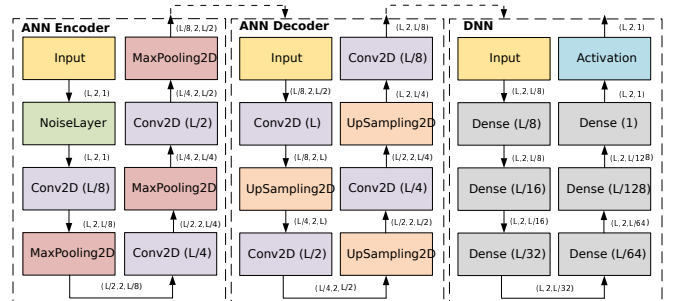 ANN Encoder
Input
(L,2,1)
NoiseLayer
(L,2,1)
Conv2D (L/8)
(L,2,L/8)
MaxPooling2D
(L/2,2,L/8)
Conv2D (L/4)
(L/2,2,L/4)
MaxPooling2D
(L/4,2,L/4)
Conv2D (L/2)
(L/4,2,L/2)
MaxPooling2D
(L/8,2,L/2)
ANN Decoder
Input
(L/8,2,L/2)
Conv2D (L)
(L/8,2,L)
UpSampling2D
(L/4,2,L)
Conv2D (L/2)
(L/4,2,L/2)
UpSampling2D
(L/2,2,L/2)
Conv2D (L/4)
(L/2,2,L/4)
UpSampling2D
(L,2,L/4)
Conv2D (L/8)
(L,2,L/8)
DNN
Input
(L,2,L/8)
Dense (L/8)
(L,2,L/8)
Dense (L/16)
(L,2,L/16)
Dense (L/32)
(L,2,L/32)
Dense (L/64)
(L,2,L/64)
Dense (L/128)
(L,2,L/128)
Dense (1)
(L,2,1)
Activation
(L,2,1)